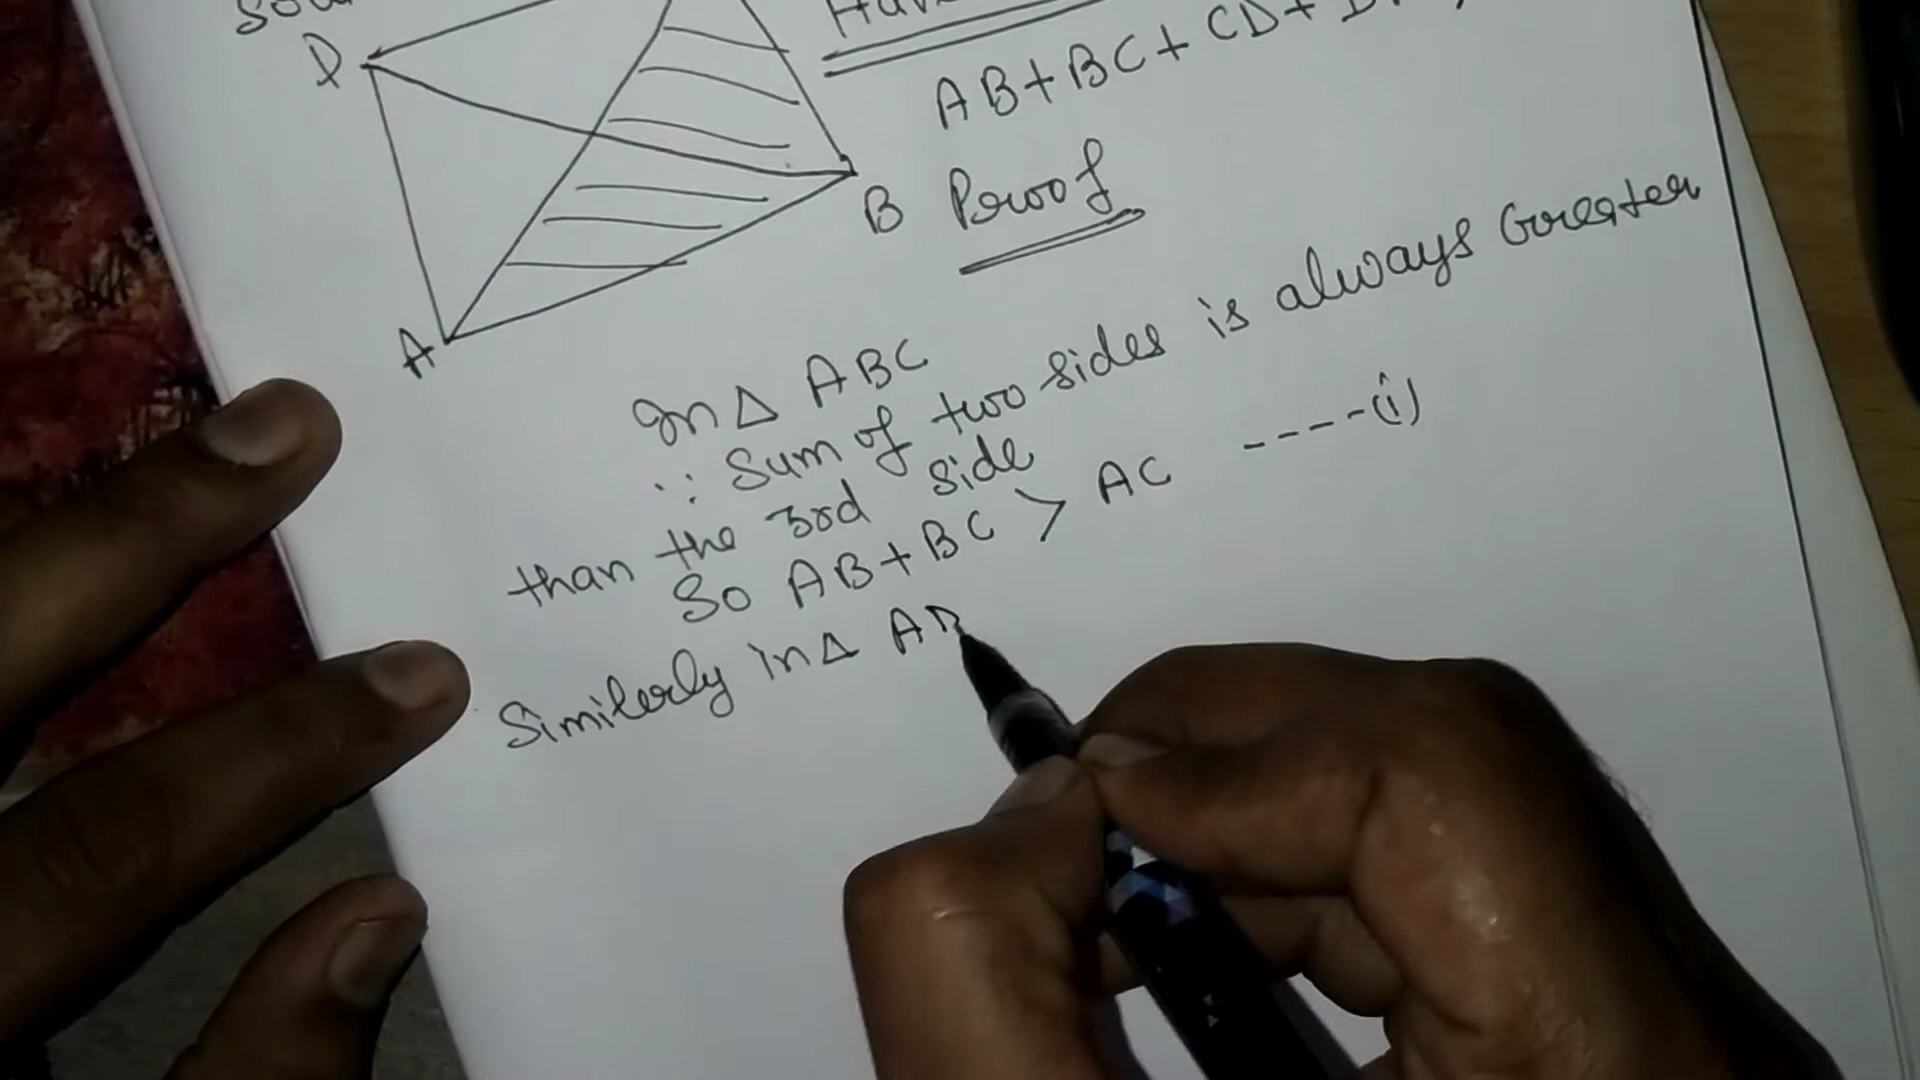 D
AB+BC+CD+D
B Proof
A
In Δ ABC
∵ Sum of two sides is always Greater
than the 3rd side
So AB+BC > AC ----(i)
Similerly in Δ AD